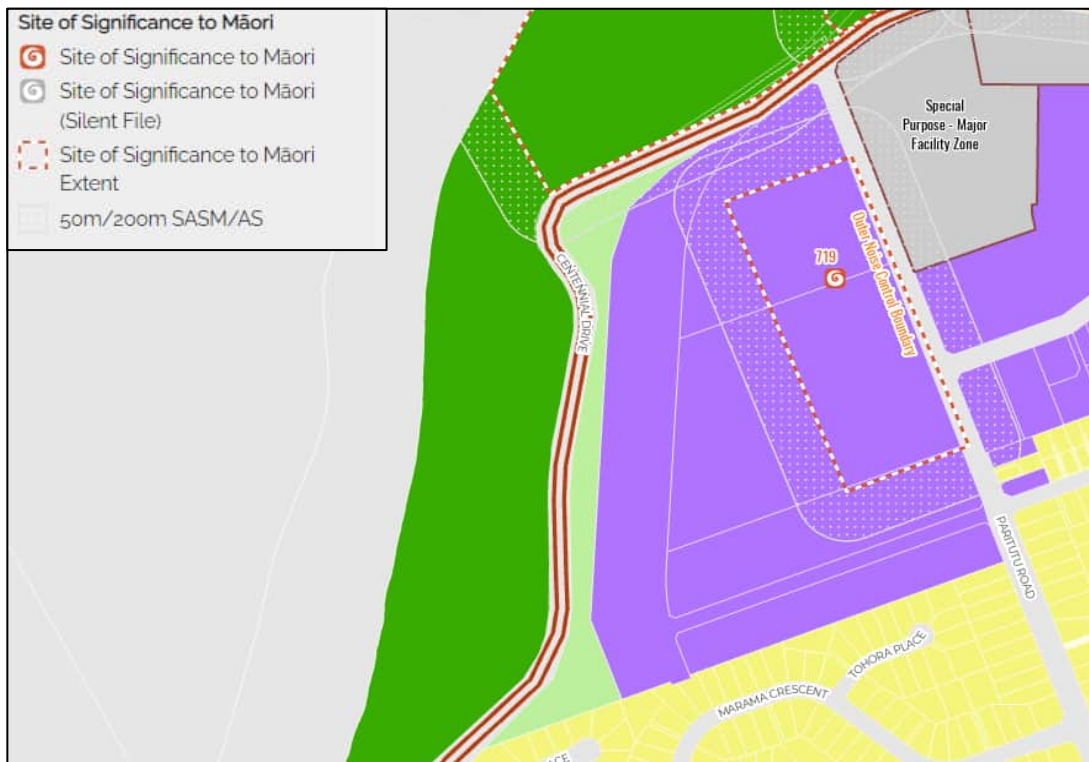 Site of Significance to Māori
Site of Significance to Māori
Site of Significance to Māori
(Silent File)
Site of Significance to Māori
Extent
50m/200m SASM/AS
Special
Purpose - Major
Facility Zone
719
Outer Noise Control Boundary
CENTENNIAL DRIVE
PARITUTU ROAD
TOHORA PLACE
MARAMA CRESCENT